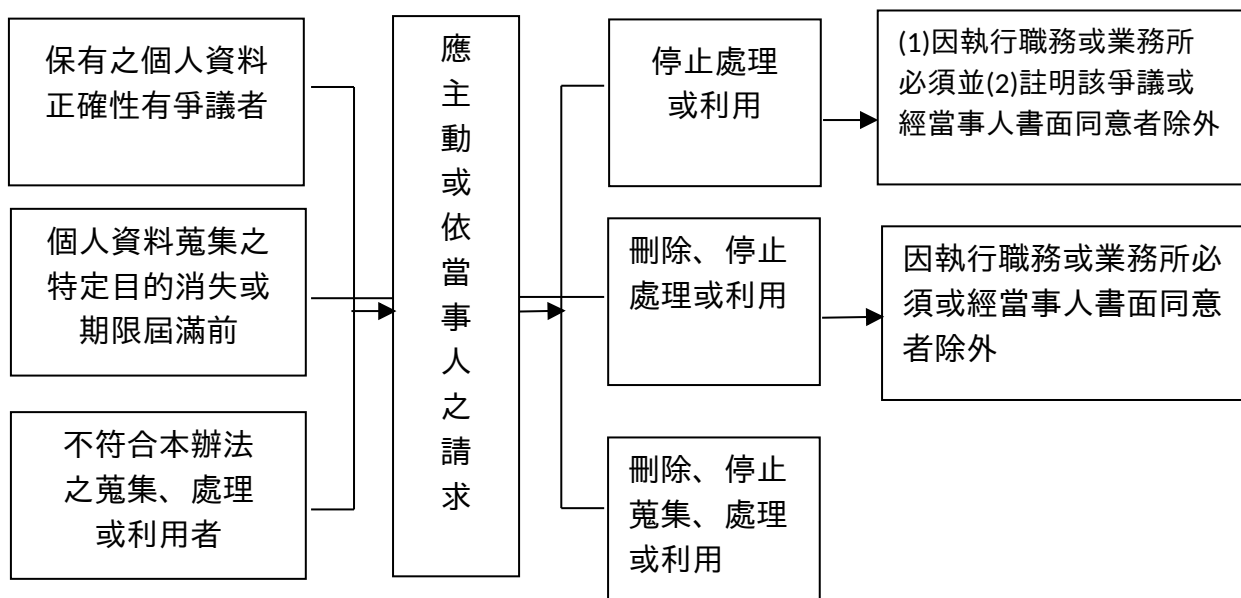 保有之個人資料
正確性有爭議者
個人資料蒐集之
特定目的消失或
期限屆滿前
不符合本辦法
之蒐集、處理
或利用者
應主動或依當事人之請求
停止處理
或利用
刪除、停止
處理或利用
刪除、停止
蒐集、處理
或利用
(1)因執行職務或業務所
必須並(2)註明該爭議或
經當事人書面同意者除外
因執行職務或業務所必
須或經當事人書面同意
者除外